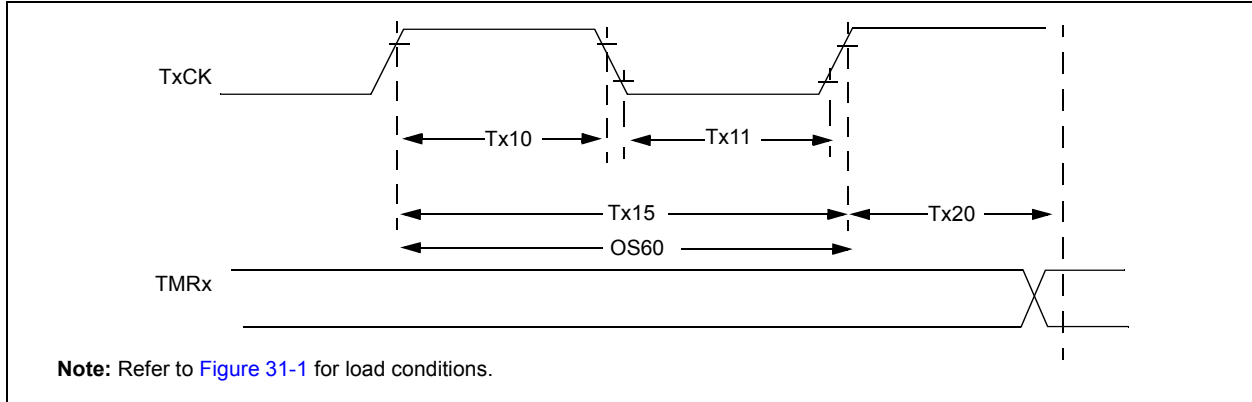 TxCK
Tx10
Tx11
Tx15
Tx20
OS60
TMRx
Note: Refer to Figure 31-1 for load conditions.